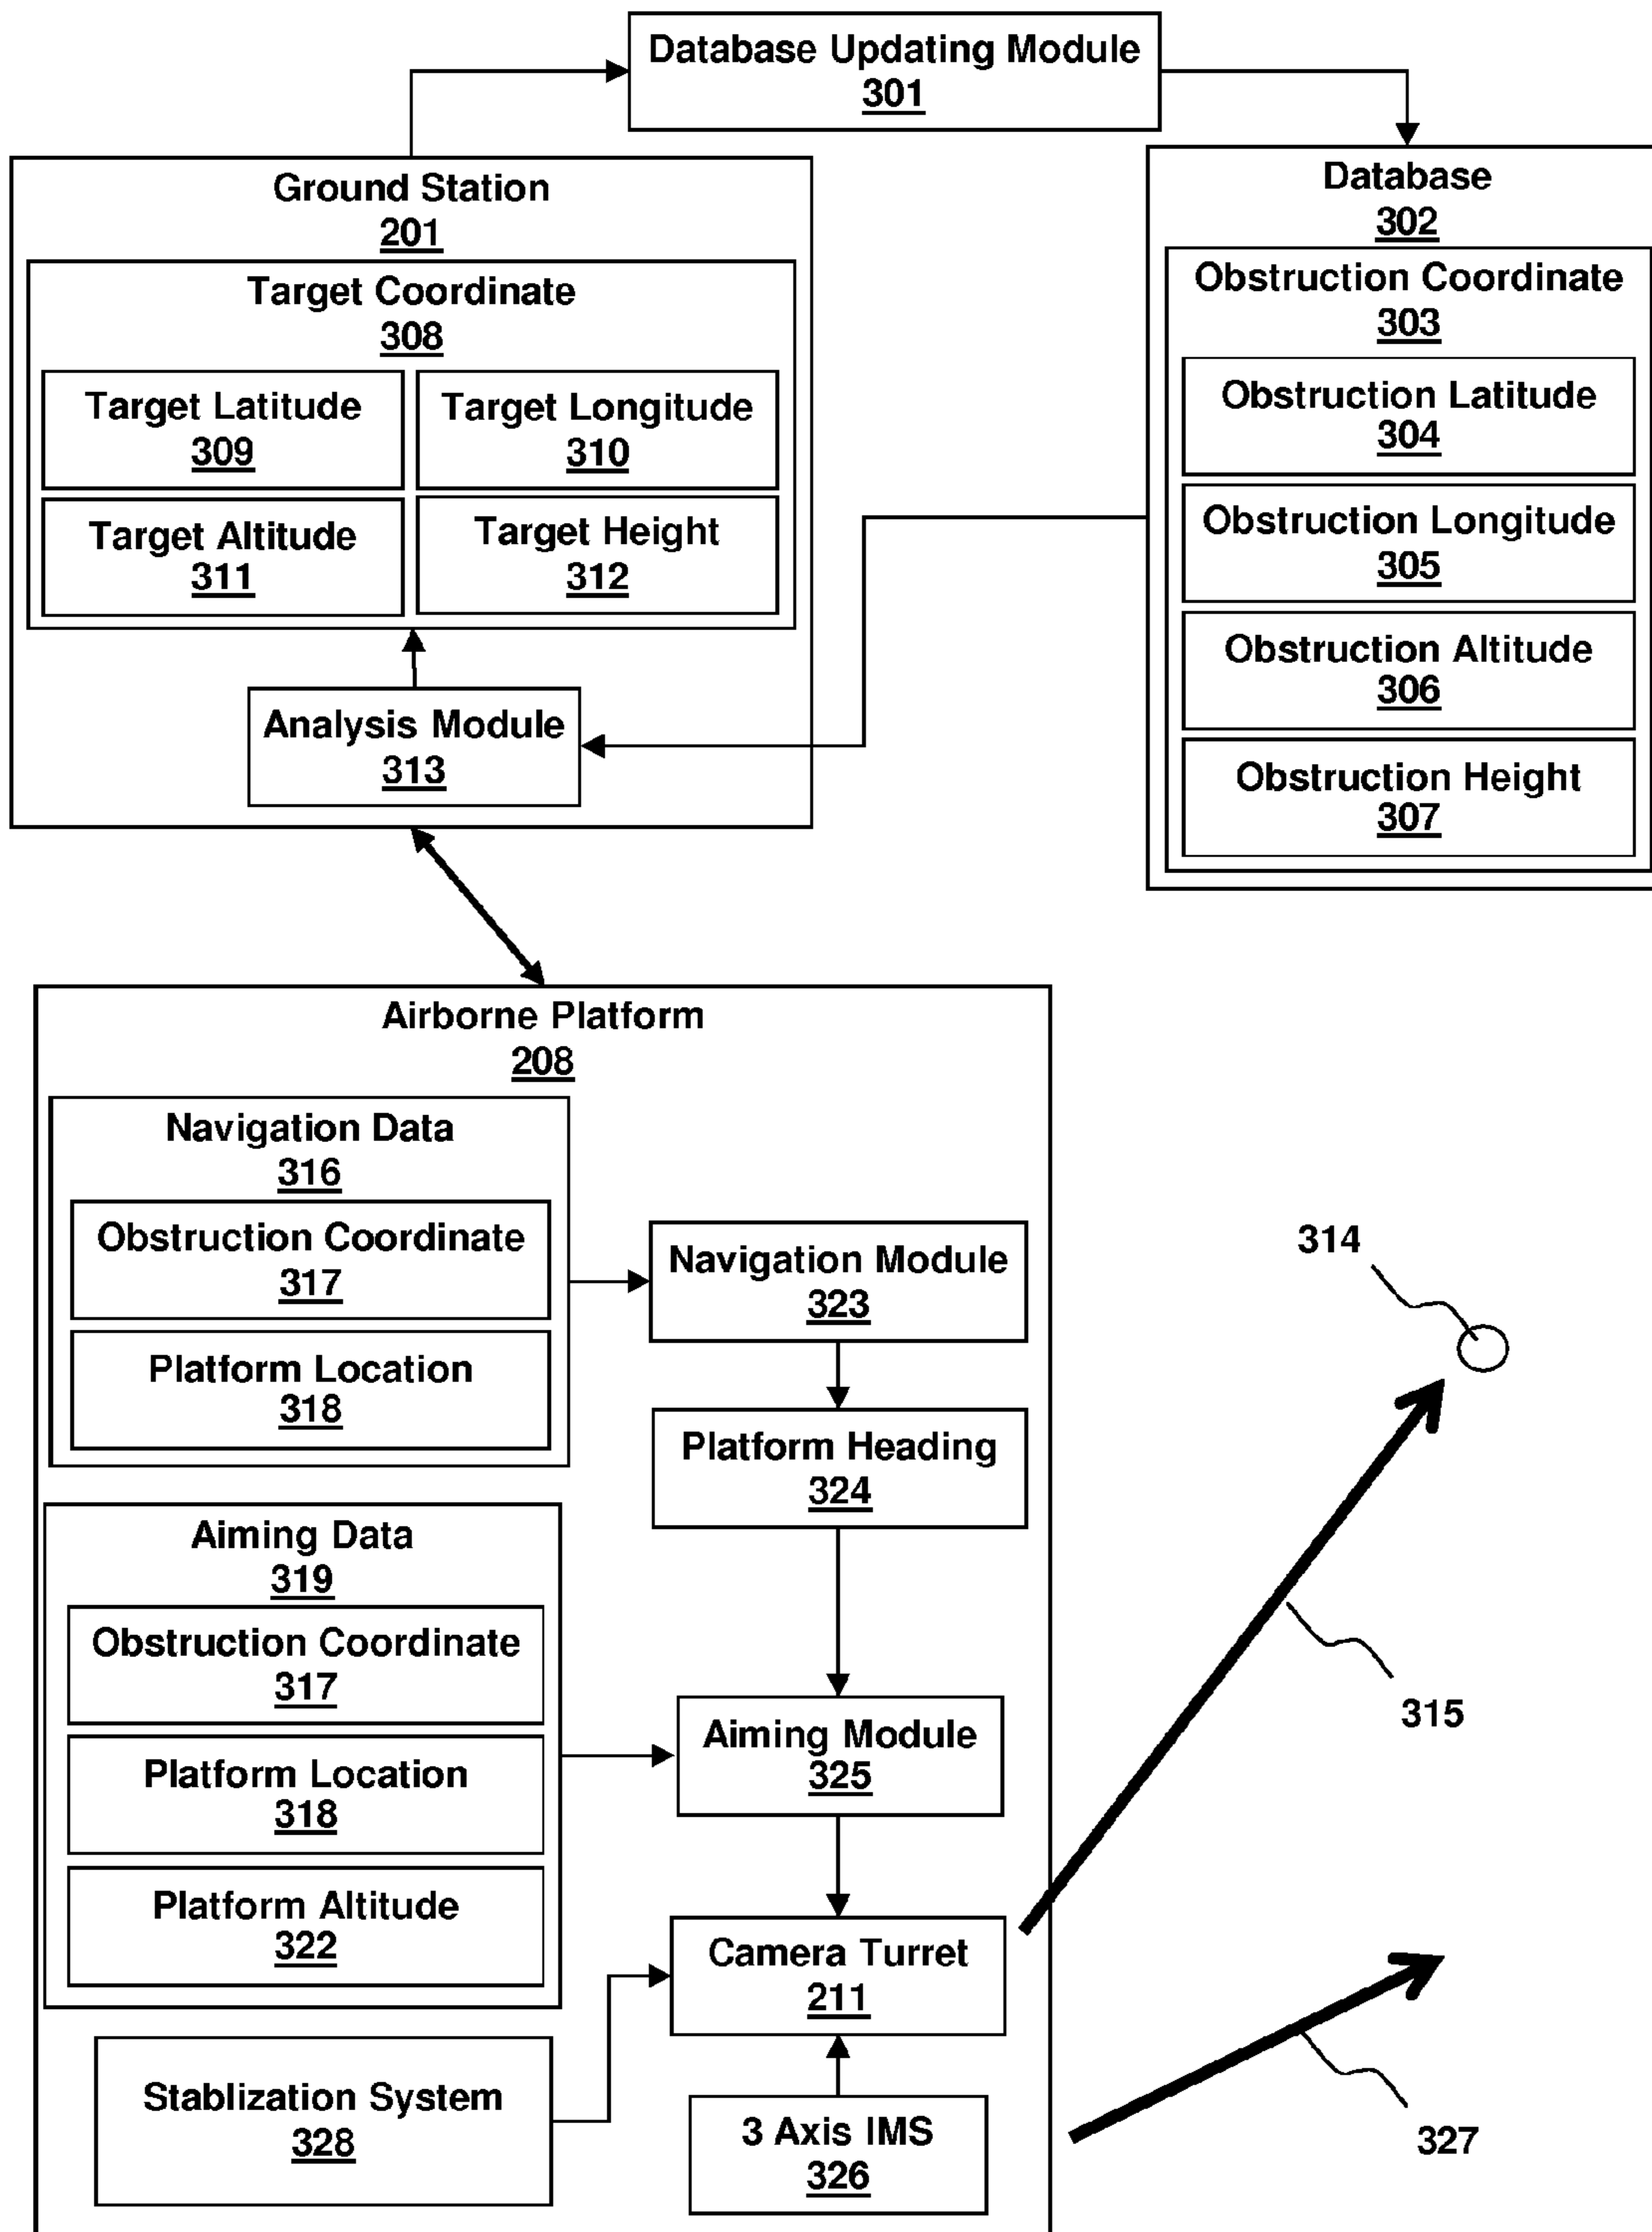 Database Updating Module
301
Ground Station
201
Target Coordinate
308
Target Latitude
309
Target Longitude
310
Target Altitude
311
Target Height
312
Analysis Module
313
Database
302
Obstruction Coordinate
303
Obstruction Latitude
304
Obstruction Longitude
305
Obstruction Altitude
306
Obstruction Height
307
Airborne Platform
208
Navigation Data
316
Obstruction Coordinate
317
Platform Location
318
Navigation Module
323
Platform Heading
324
Aiming Data
319
Obstruction Coordinate
317
Platform Location
318
Platform Altitude
322
Aiming Module
325
Camera Turret
211
Stablization System
328
3 Axis IMS
326
314
315
327